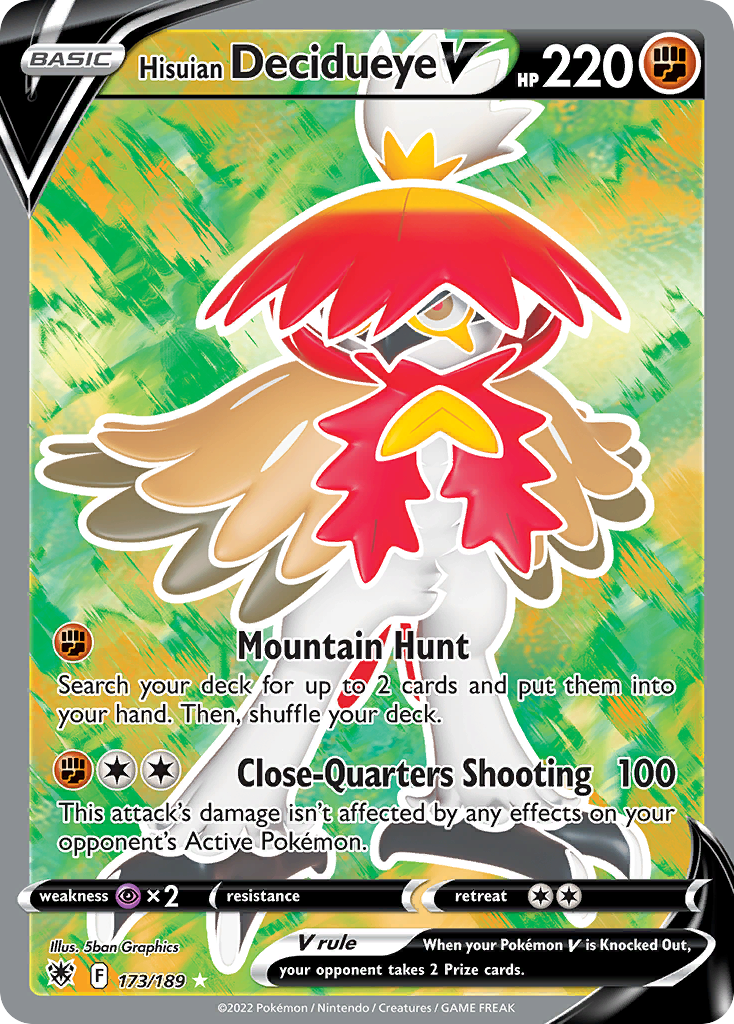 BASIC
Hisuian Decidueye V HP 220
Mountain Hunt
Search your deck for up to 2 cards and put them into
your hand. Then, shuffle your deck.
Close-Quarters Shooting 100
This attack's damage isn't affected by any effects on your
opponent's Active Pokémon.
weakness ×2 resistance retreat
Illus. 5ban Graphics
V rule
When your Pokémon V is Knocked Out,
your opponent takes 2 Prize cards.
F 173/189
©2022 Pokémon / Nintendo / Creatures / GAME FREAK